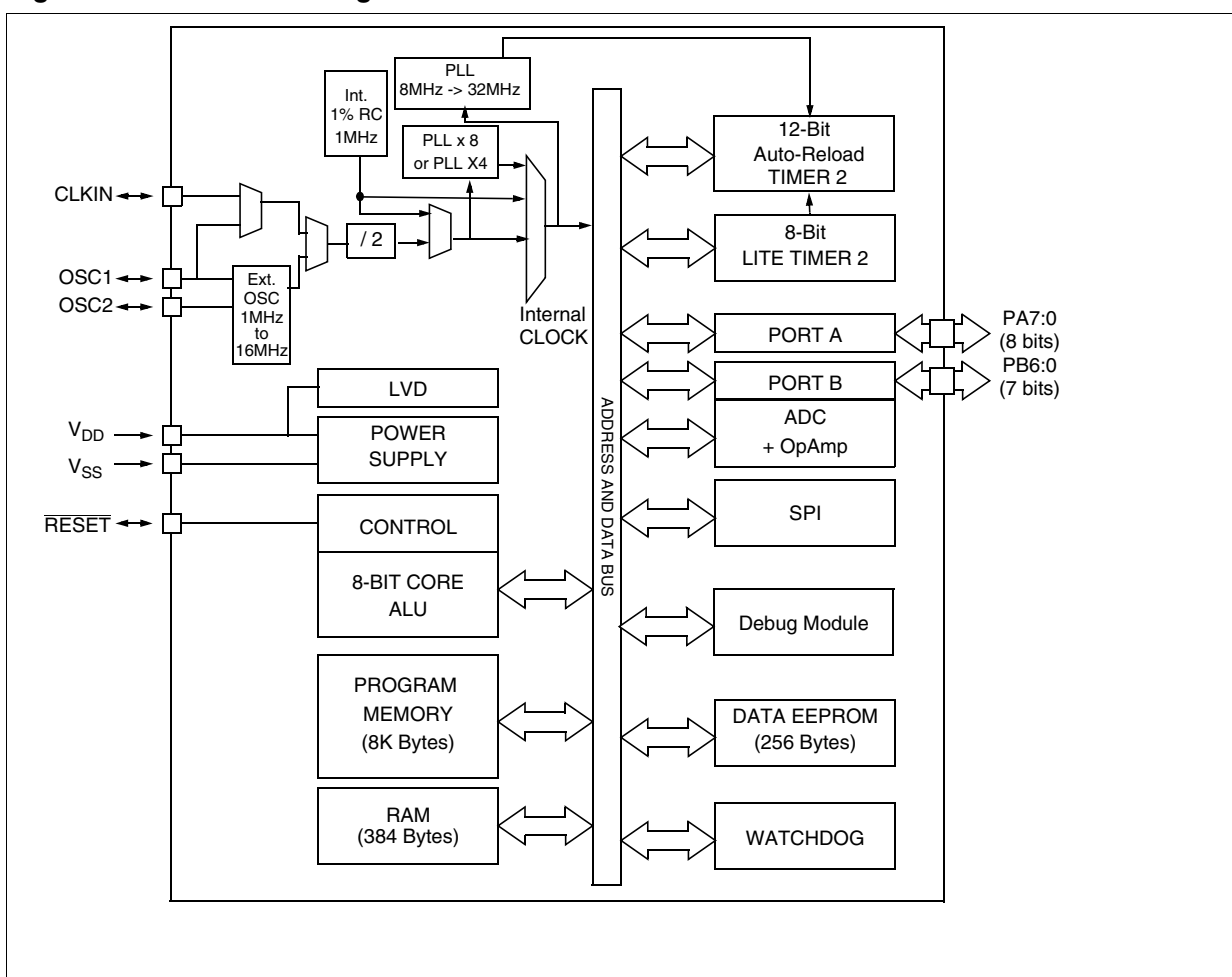 PLL
8MHz -> 32MHz
Int.
1% RC
1MHz
PLL x 8
or PLL X4
12-Bit
Auto-Reload
TIMER 2
CLKIN
/ 2
8-Bit
LITE TIMER 2
OSC1
OSC2
Ext.
OSC
1MHz
to
16MHz
Internal
CLOCK
PORT A
PA7:0
(8 bits)
PORT B
PB6:0
(7 bits)
LVD
ADC
+ OpAmp
VDD
VSS
POWER
SUPPLY
ADDRESS AND DATA BUS
RESET
CONTROL
SPI
8-BIT CORE
ALU
Debug Module
PROGRAM
MEMORY
(8K Bytes)
DATA EEPROM
(256 Bytes)
RAM
(384 Bytes)
WATCHDOG